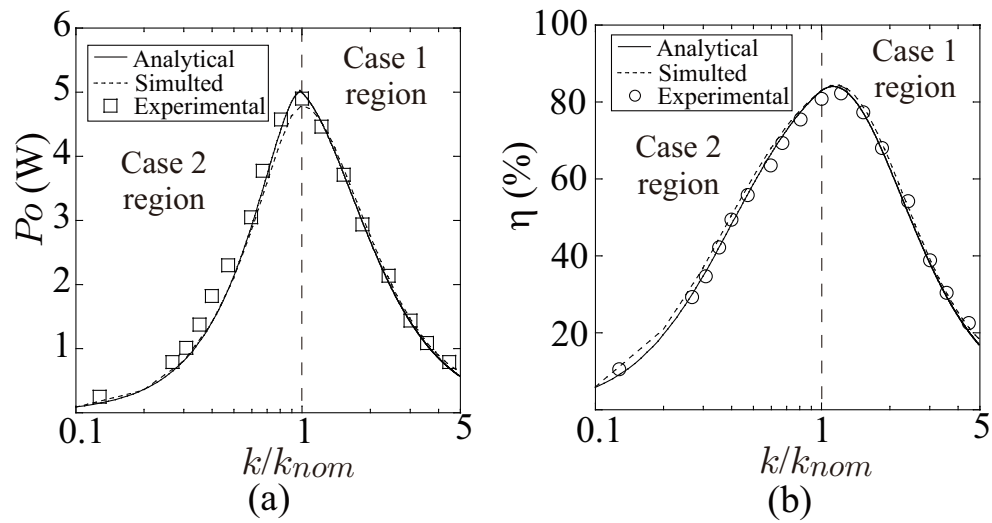 6
5
4
3
2
1
Po (W)
Analytical
Simulted
Experimental
Case 1
region
Case 2
region
0.1
1
5
k/knom
(a)
100
80
60
40
20
η (%)
Analytical
Simulted
Experimental
Case 1
region
Case 2
region
0.1
1
5
k/knom
(b)